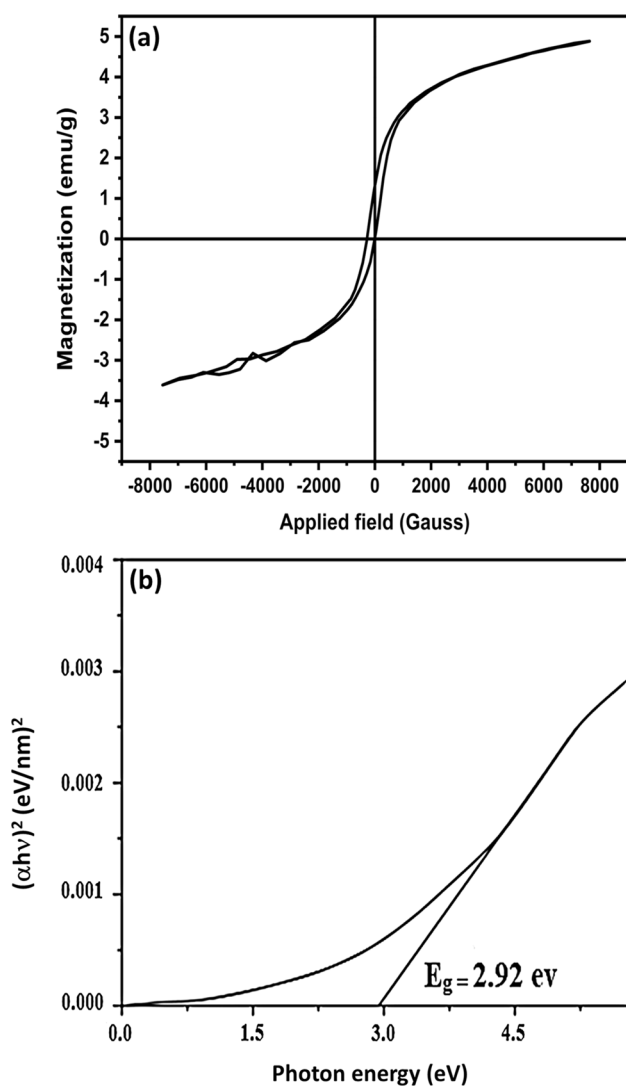 (a)
5
4
3
2
1
0
-1
-2
-3
-4
-5
Magnetization (emu/g)
-8000 -6000 -4000 -2000 0 2000 4000 6000 8000
Applied field (Gauss)
(b)
0.004
0.003
0.002
0.001
0.000
(αhν)² (eV/nm)²
E_g = 2.92 ev
0.0 1.5 3.0 4.5
Photon energy (eV)